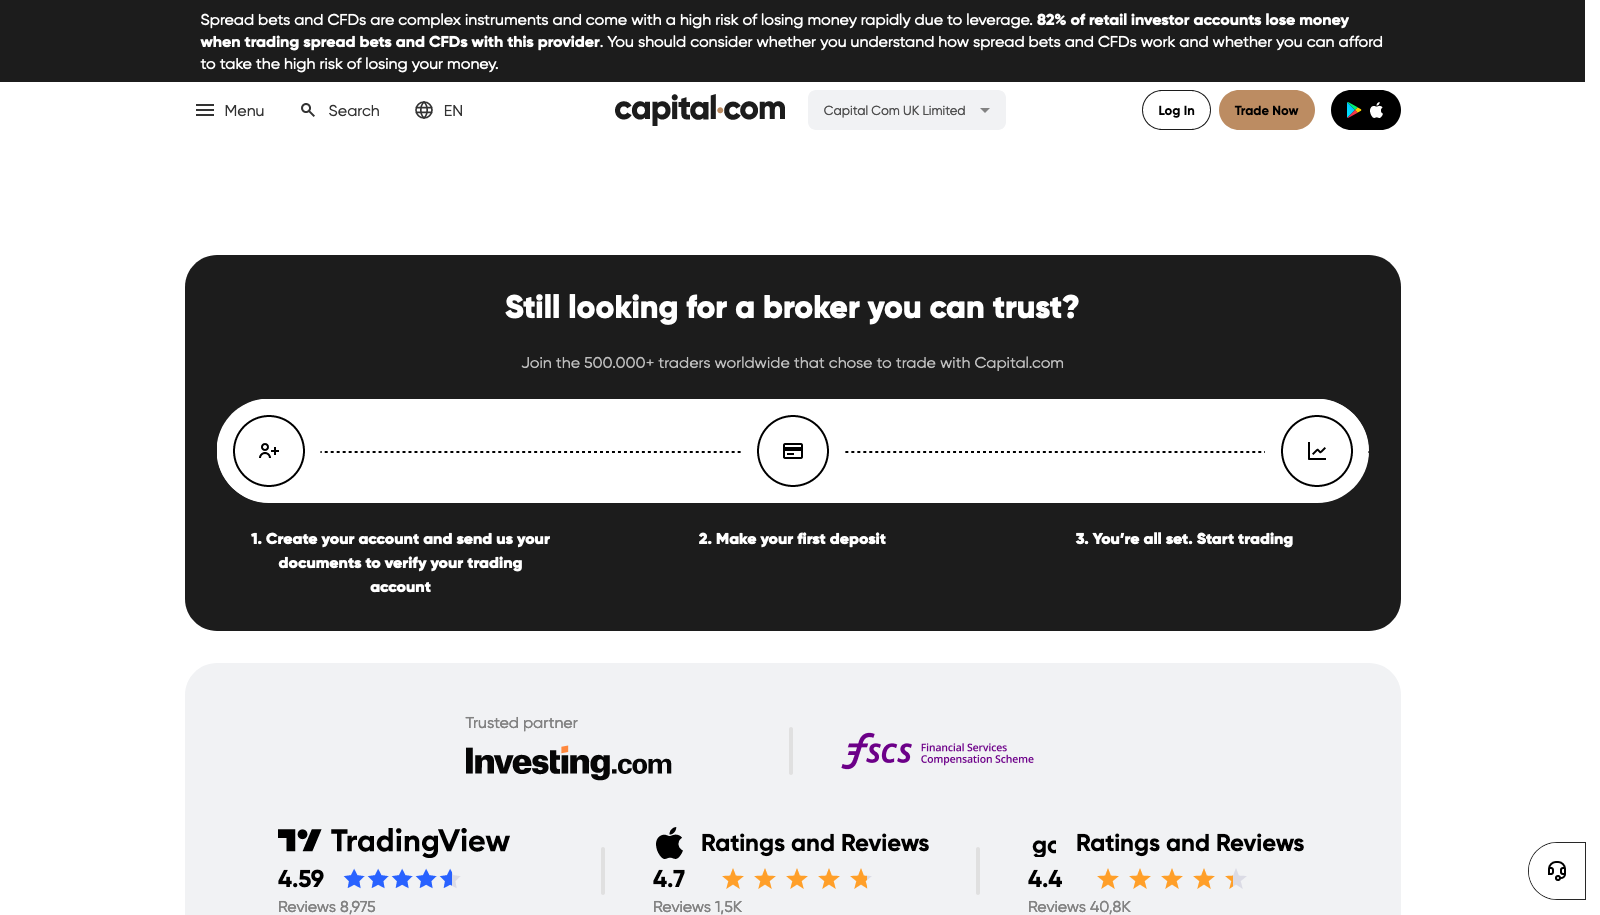 Spread bets and CFDs are complex instruments and come with a high risk of losing money rapidly due to leverage. 82% of retail investor accounts lose money
when trading spread bets and CFDs with this provider. You should consider whether you understand how spread bets and CFDs work and whether you can afford
to take the high risk of losing your money.
Menu Search EN capital.com Capital Com UK Limited Log In Trade Now
Still looking for a broker you can trust?
Join the 500.000+ traders worldwide that chose to trade with Capital.com
1. Create your account and send us your
documents to verify your trading
account
2. Make your first deposit
3. You’re all set. Start trading
Trusted partner
Investing.com
fscs Financial Services
Compensation Scheme
TradingView
4.59
Reviews 8,975
Ratings and Reviews
4.7
Reviews 1,5K
go Ratings and Reviews
4.4
Reviews 40,8K